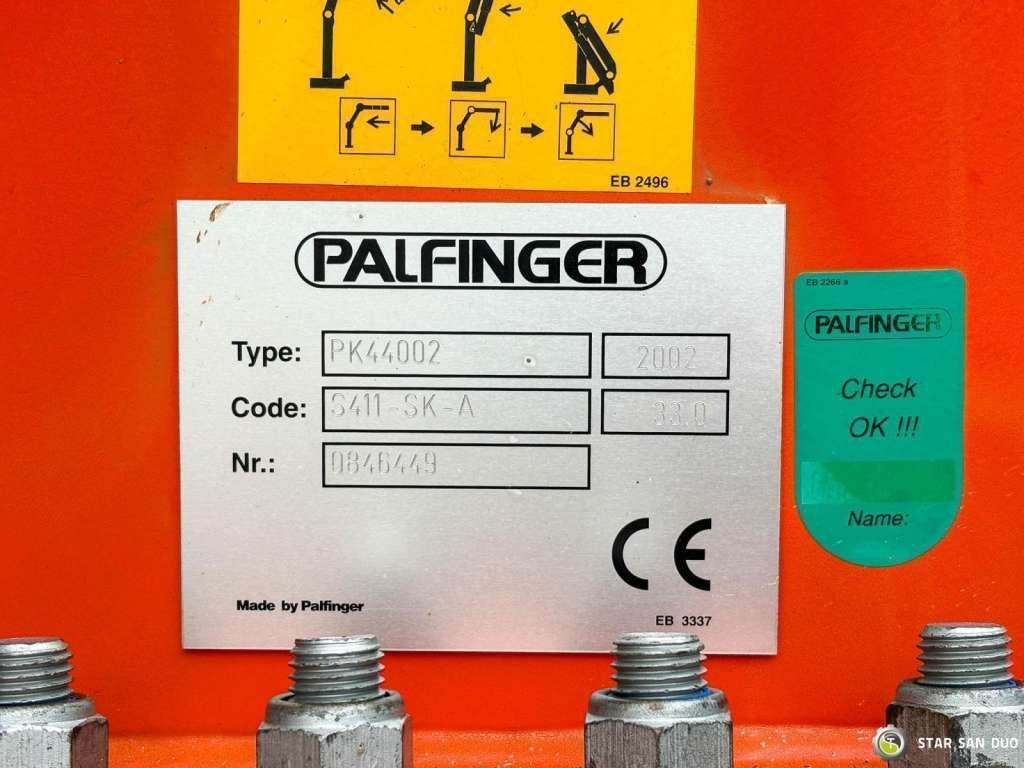 EB 2496
PALFINGER
Type: PK44002 2002
Code: S411-SK-A 33.0
Nr.: 0846449
Made by Palfinger
CE
EB 3337
EB 2266 a
PALFINGER
Check
OK !!!
Name:
STAR SAN DUO